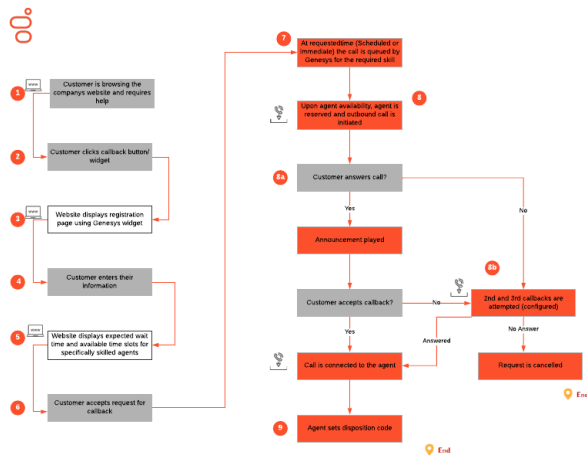 7
At requestedtime (Scheduled or
Immediate) the call is queued by
Genesys for the required skill
www
1
Customer is browsing the
companys website and requires
help
8
Upon agent availability, agent is
reserved and outbound call is
initiated
2
Customer clicks callback button/
widget
8a
Customer answers call?
Yes
No
www
3
Website displays registration
page using Genesys widget
Announcement played
8b
4
Customer enters their
information
Customer accepts callback?
No
2nd and 3rd callbacks are
attempted (configured)
www
5
Website displays expected wait
time and available time slots for
specifically skilled agents
Yes
Answered
No Answer
Call is connected to the agent
Request is cancelled
6
Customer accepts request for
callback
End
9
Agent sets disposition code
End